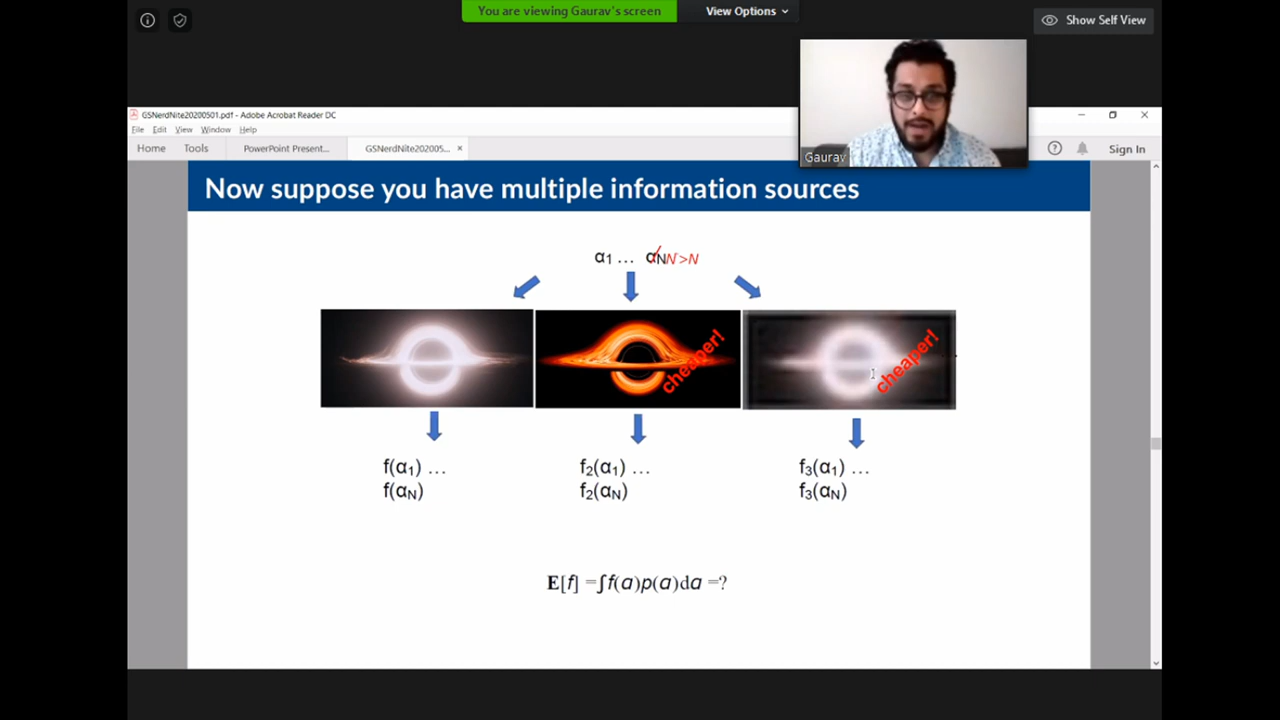 You are viewing Gaurav's screen
View Options
Show Self View
GSNerdNite20200501.pdf - Adobe Acrobat Reader DC
File Edit View Window Help
Home Tools PowerPoint Present... GSNerdNite202005... × Sign In
Gaurav
Now suppose you have multiple information sources
α₁ … αN N'>N
cheaper!
cheaper!
f(α₁) …
f(αN)
f₂(α₁) …
f₂(αN)
f₃(α₁) …
f₃(αN)
E[f] =∫f(a)p(a)da =?